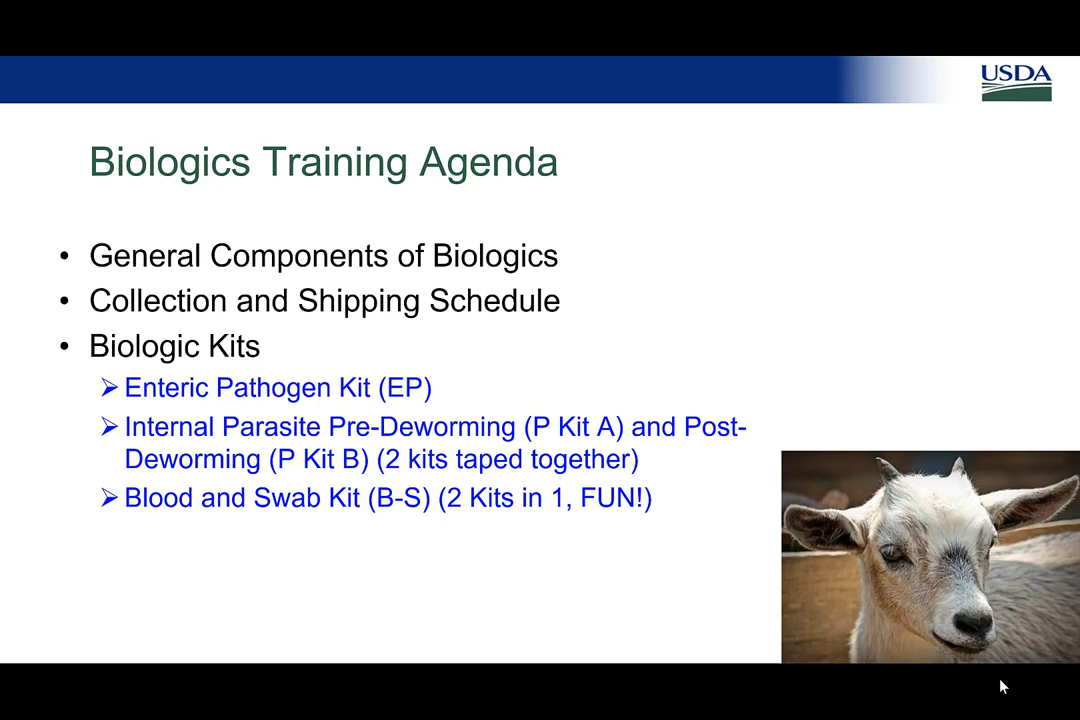 USDA
Biologics Training Agenda
• General Components of Biologics
• Collection and Shipping Schedule
• Biologic Kits
➢ Enteric Pathogen Kit (EP)
➢ Internal Parasite Pre-Deworming (P Kit A) and Post-
Deworming (P Kit B) (2 kits taped together)
➢ Blood and Swab Kit (B-S) (2 Kits in 1, FUN!)